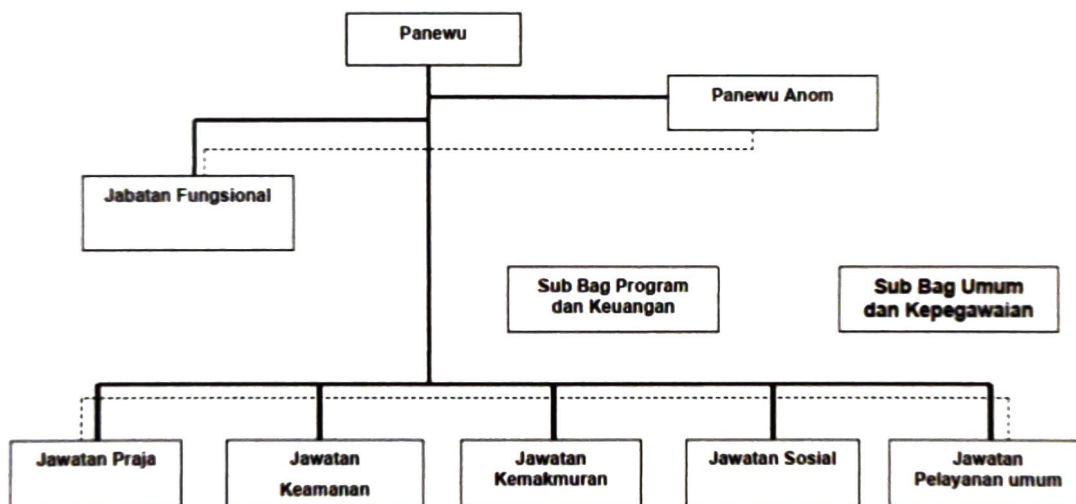 Panewu
Panewu Anom
Jabatan Fungsional
Sub Bag Program
dan Keuangan
Sub Bag Umum
dan Kepegawaian
Jawatan Praja
Jawatan
Keamanan
Jawatan
Kemakmuran
Jawatan Sosial
Jawatan
Pelayanan umum